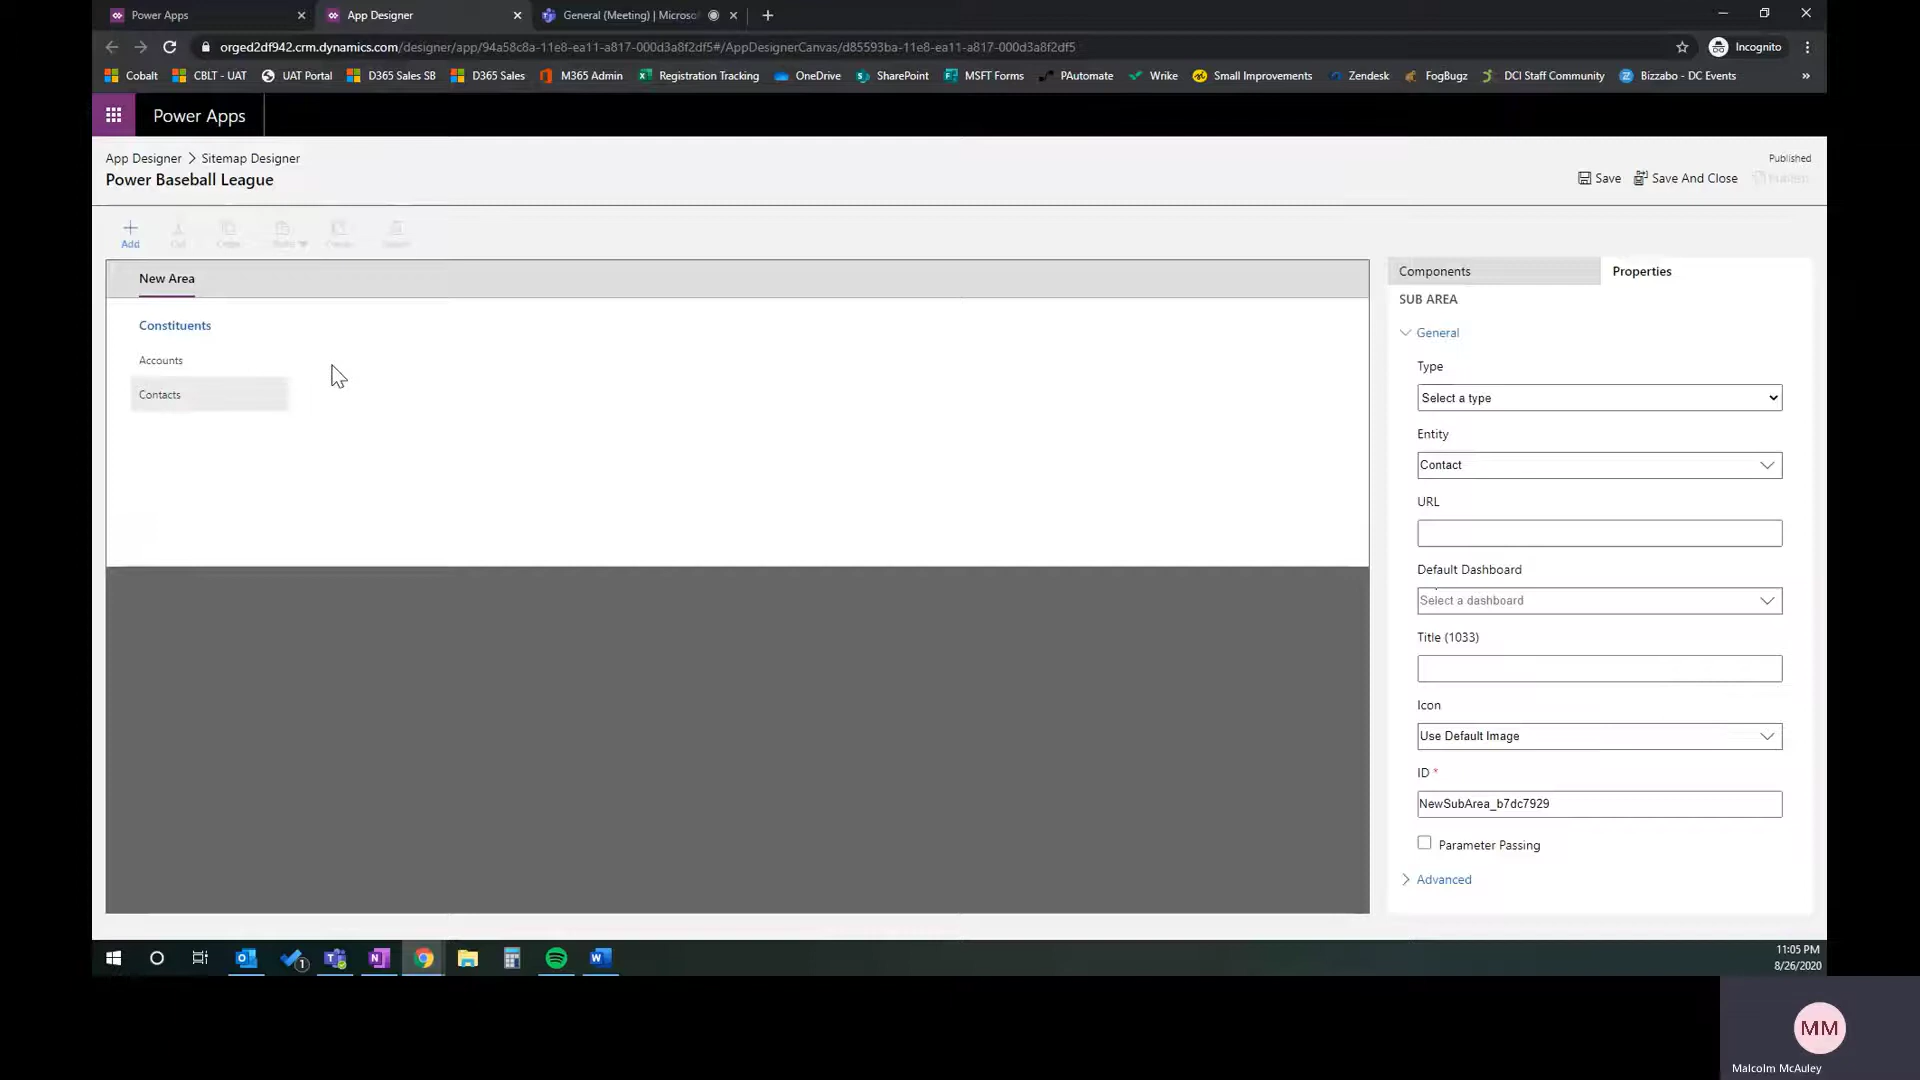 Power Apps
App Designer
General (Meeting) | Microso
orged2df942.crm.dynamics.com/designer/app/94a58c8a-11e8-ea11-a817-000d3a8f2df5#/AppDesignerCanvas/d85593ba-11e8-ea11-a817-000d3a8f2df5
Incognito
Cobalt CBLT - UAT UAT Portal D365 Sales SB D365 Sales M365 Admin Registration Tracking OneDrive SharePoint MSFT Forms PAutomate Wrike Small Improvements Zendesk FogBugz DCI Staff Community Bizzabo - DC Events »
Power Apps
App Designer > Sitemap Designer
Published
Power Baseball League
Save Save And Close Publish
Add
New Area
Constituents
Accounts
Contacts
Components
Properties
SUB AREA
General
Type
Select a type
Entity
Contact
URL
Default Dashboard
Select a dashboard
Title (1033)
Icon
Use Default Image
ID *
NewSubArea_b7dc7929
Parameter Passing
Advanced
11:05 PM
8/26/2020
MM
Malcolm McAuley